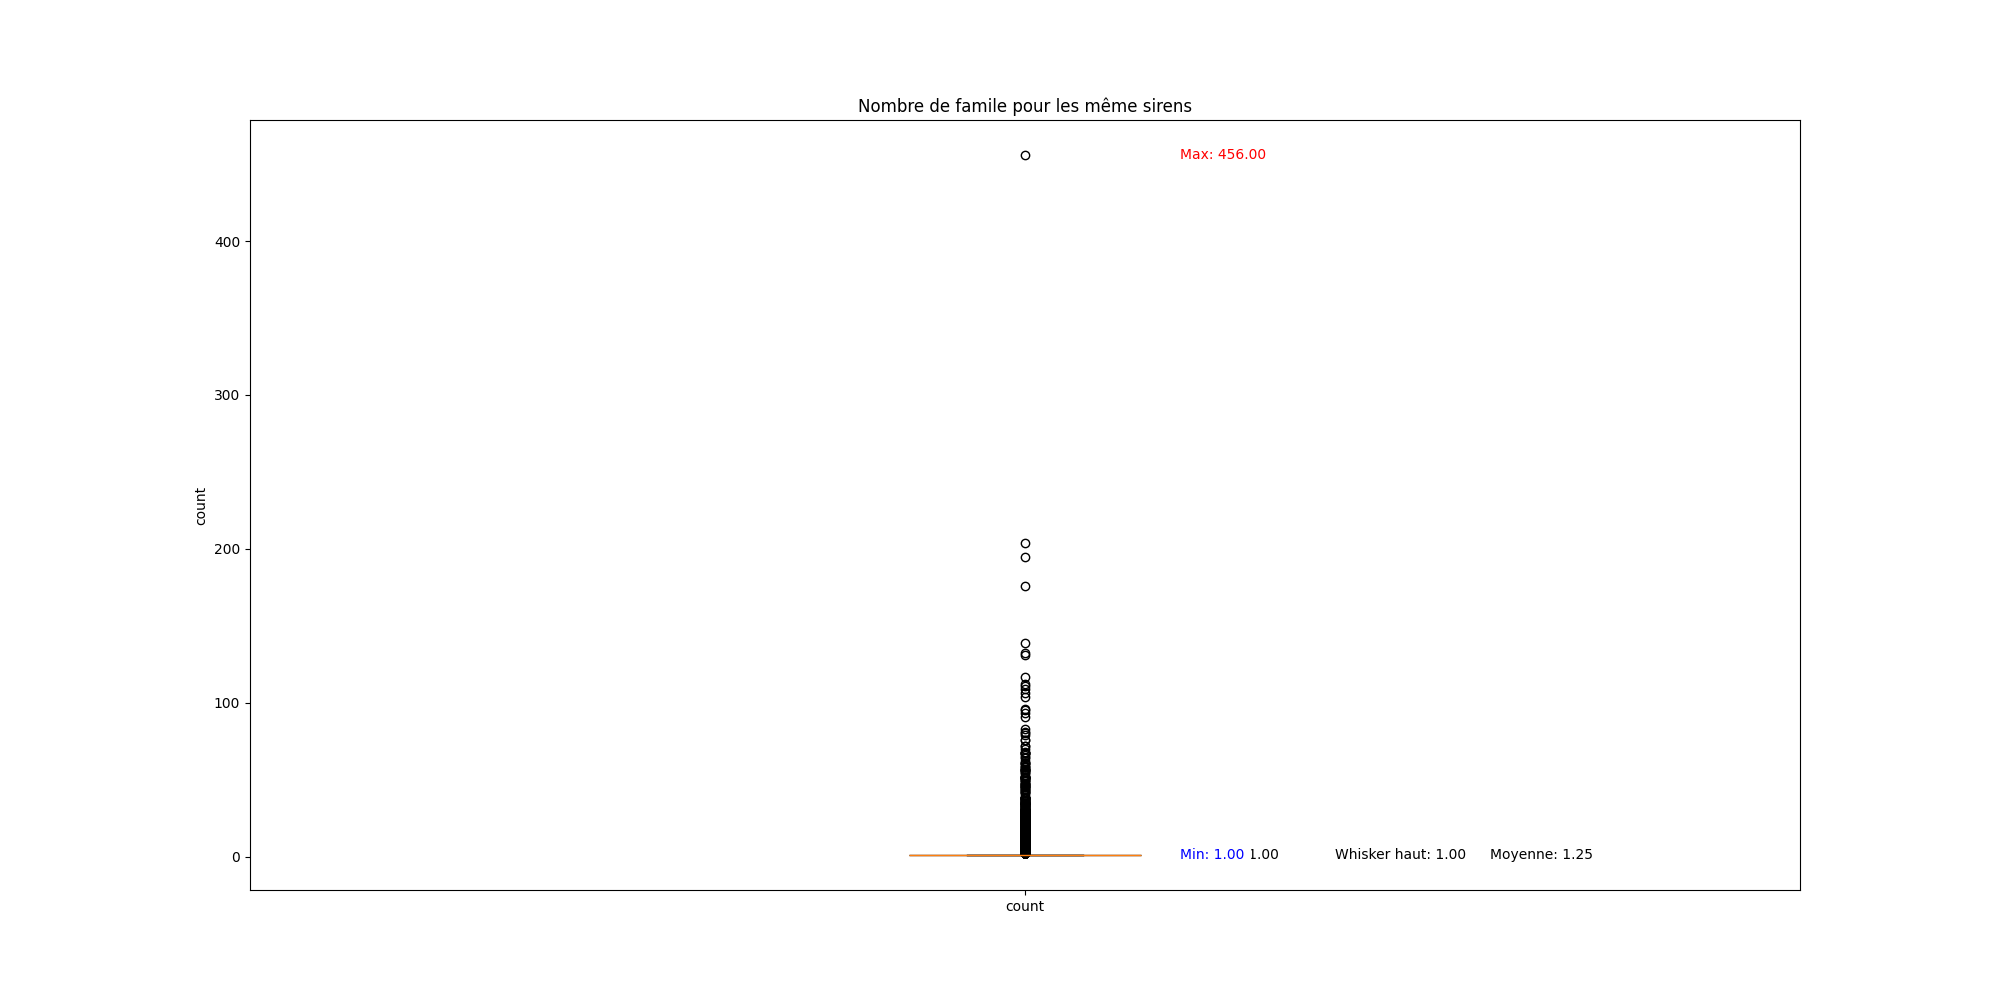 Nombre de famile pour les même sirens
Max: 456.00
400
300
count
200
100
0
Min: 1.00 1.00 Whisker haut: 1.00 Moyenne: 1.25
count